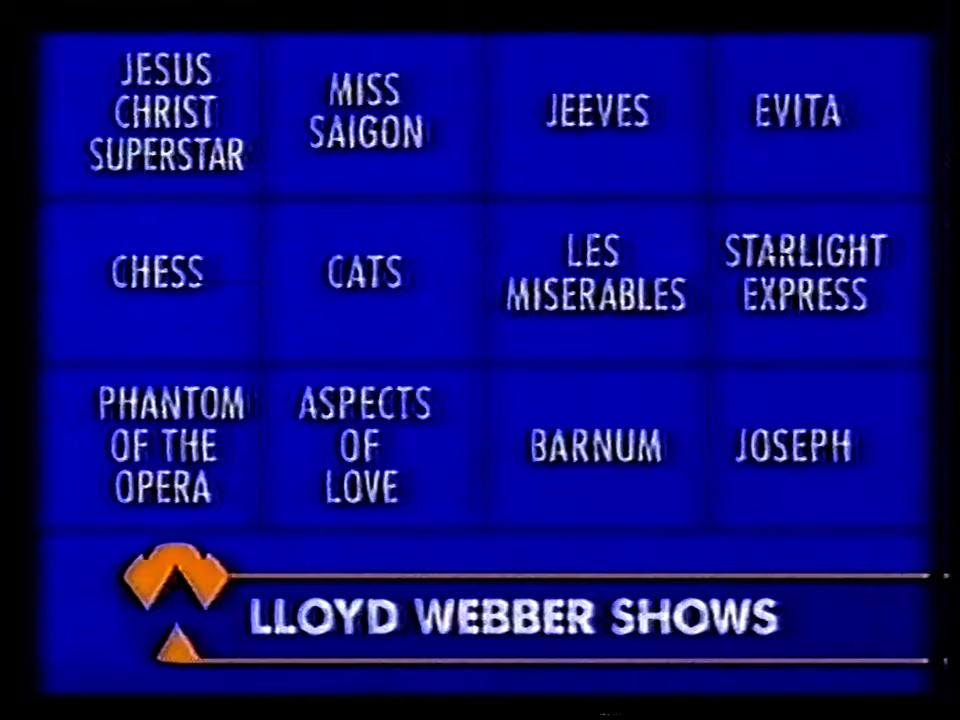 JESUS
CHRIST
SUPERSTAR
MISS
SAIGON
JEEVES
EVITA
CHESS
CATS
LES
MISERABLES
STARLIGHT
EXPRESS
PHANTOM
OF THE
OPERA
ASPECTS
OF
LOVE
BARNUM
JOSEPH
LLOYD WEBBER SHOWS